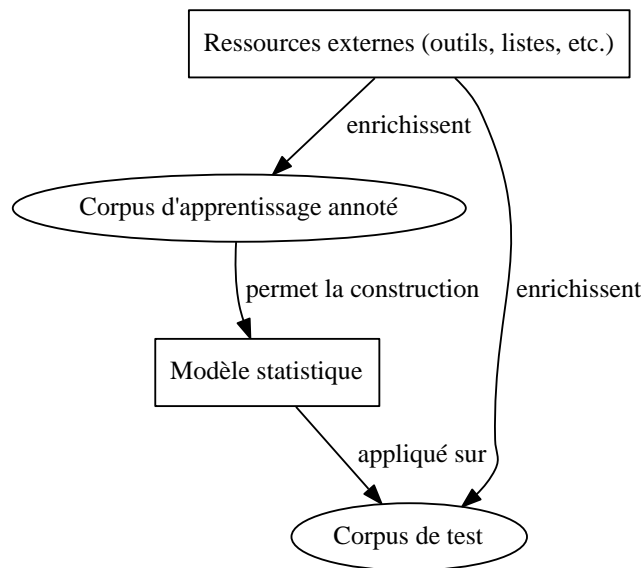 Ressources externes (outils, listes, etc.)
enrichissent
Corpus d'apprentissage annoté
permet la construction
enrichissent
Modèle statistique
appliqué sur
Corpus de test